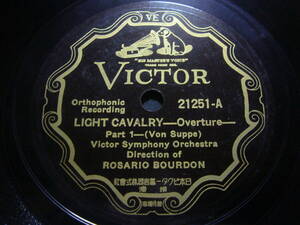 VE
"HIS MASTER'S VOICE"
VICTOR
Orthophonic
Recording
21251-A
LIGHT CAVALRY—Overture—
Part 1—(Von Suppe)
Victor Symphony Orchestra
Direction of
ROSARIO BOURDON